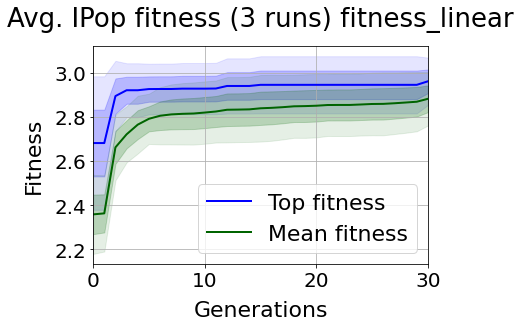 Avg. IPop fitness (3 runs) fitness_linear
3.0
2.8
2.6
2.4
2.2
Fitness
Top fitness
Mean fitness
0 10 20 30
Generations